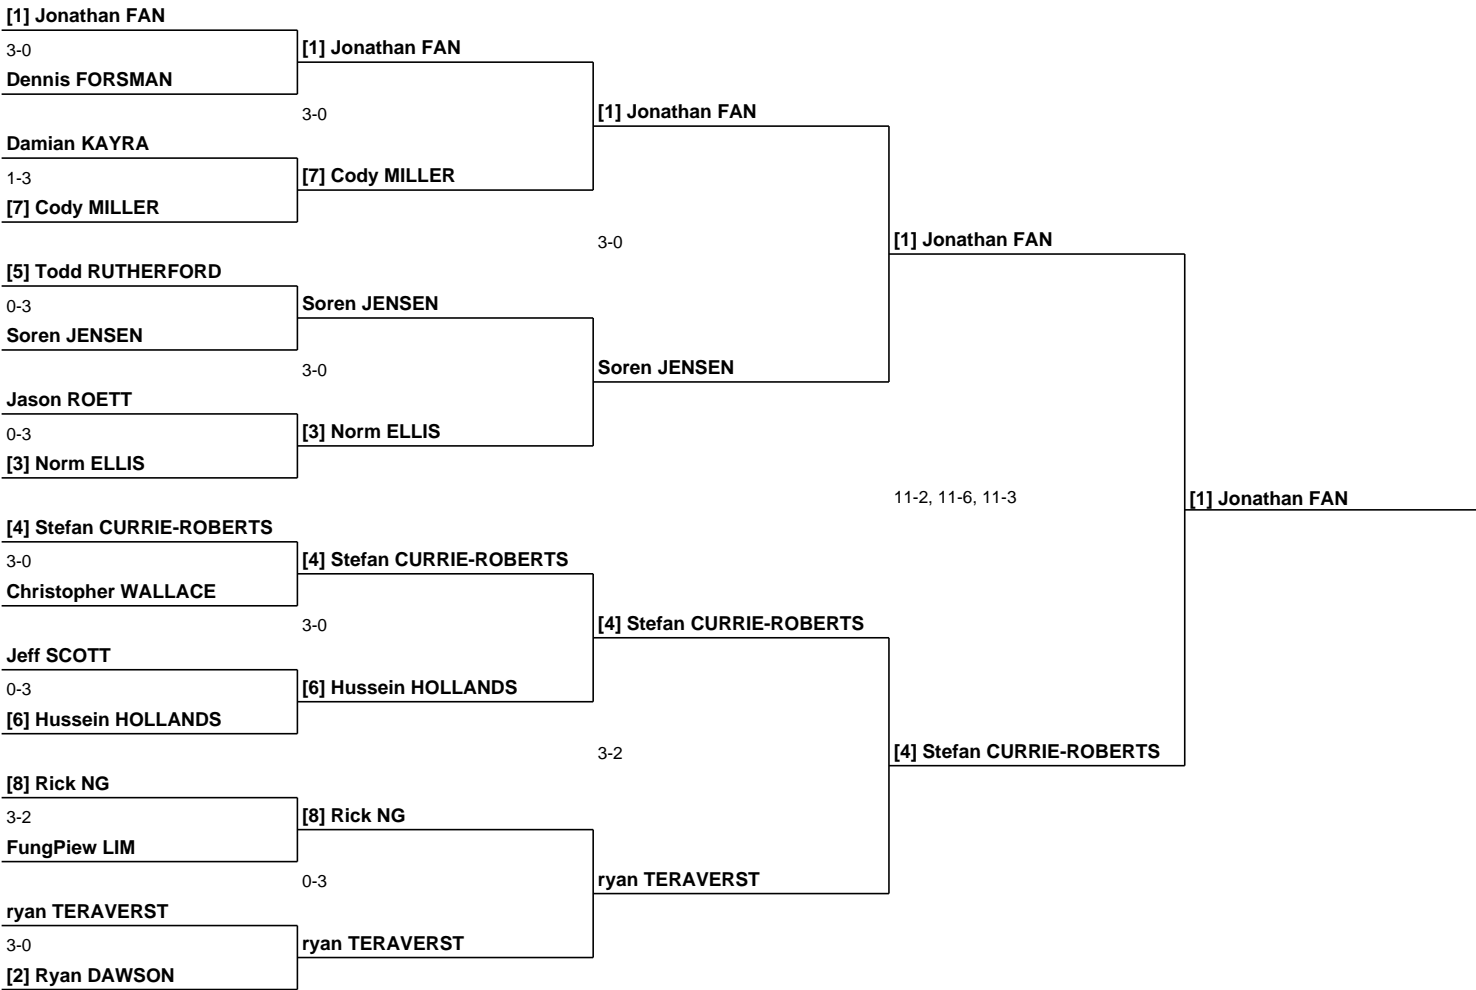 [1] Jonathan FAN
3-0
Dennis FORSMAN
Damian KAYRA
1-3
[7] Cody MILLER
[5] Todd RUTHERFORD
0-3
Soren JENSEN
Jason ROETT
0-3
[3] Norm ELLIS
[4] Stefan CURRIE-ROBERTS
3-0
Christopher WALLACE
Jeff SCOTT
0-3
[6] Hussein HOLLANDS
[8] Rick NG
3-2
FungPiew LIM
ryan TERAVERST
3-0
[2] Ryan DAWSON
[1] Jonathan FAN
3-0
[7] Cody MILLER
Soren JENSEN
3-0
[3] Norm ELLIS
[4] Stefan CURRIE-ROBERTS
3-0
[6] Hussein HOLLANDS
[8] Rick NG
0-3
ryan TERAVERST
[1] Jonathan FAN
3-0
Soren JENSEN
[4] Stefan CURRIE-ROBERTS
3-2
ryan TERAVERST
[1] Jonathan FAN
11-2, 11-6, 11-3
[4] Stefan CURRIE-ROBERTS
[1] Jonathan FAN